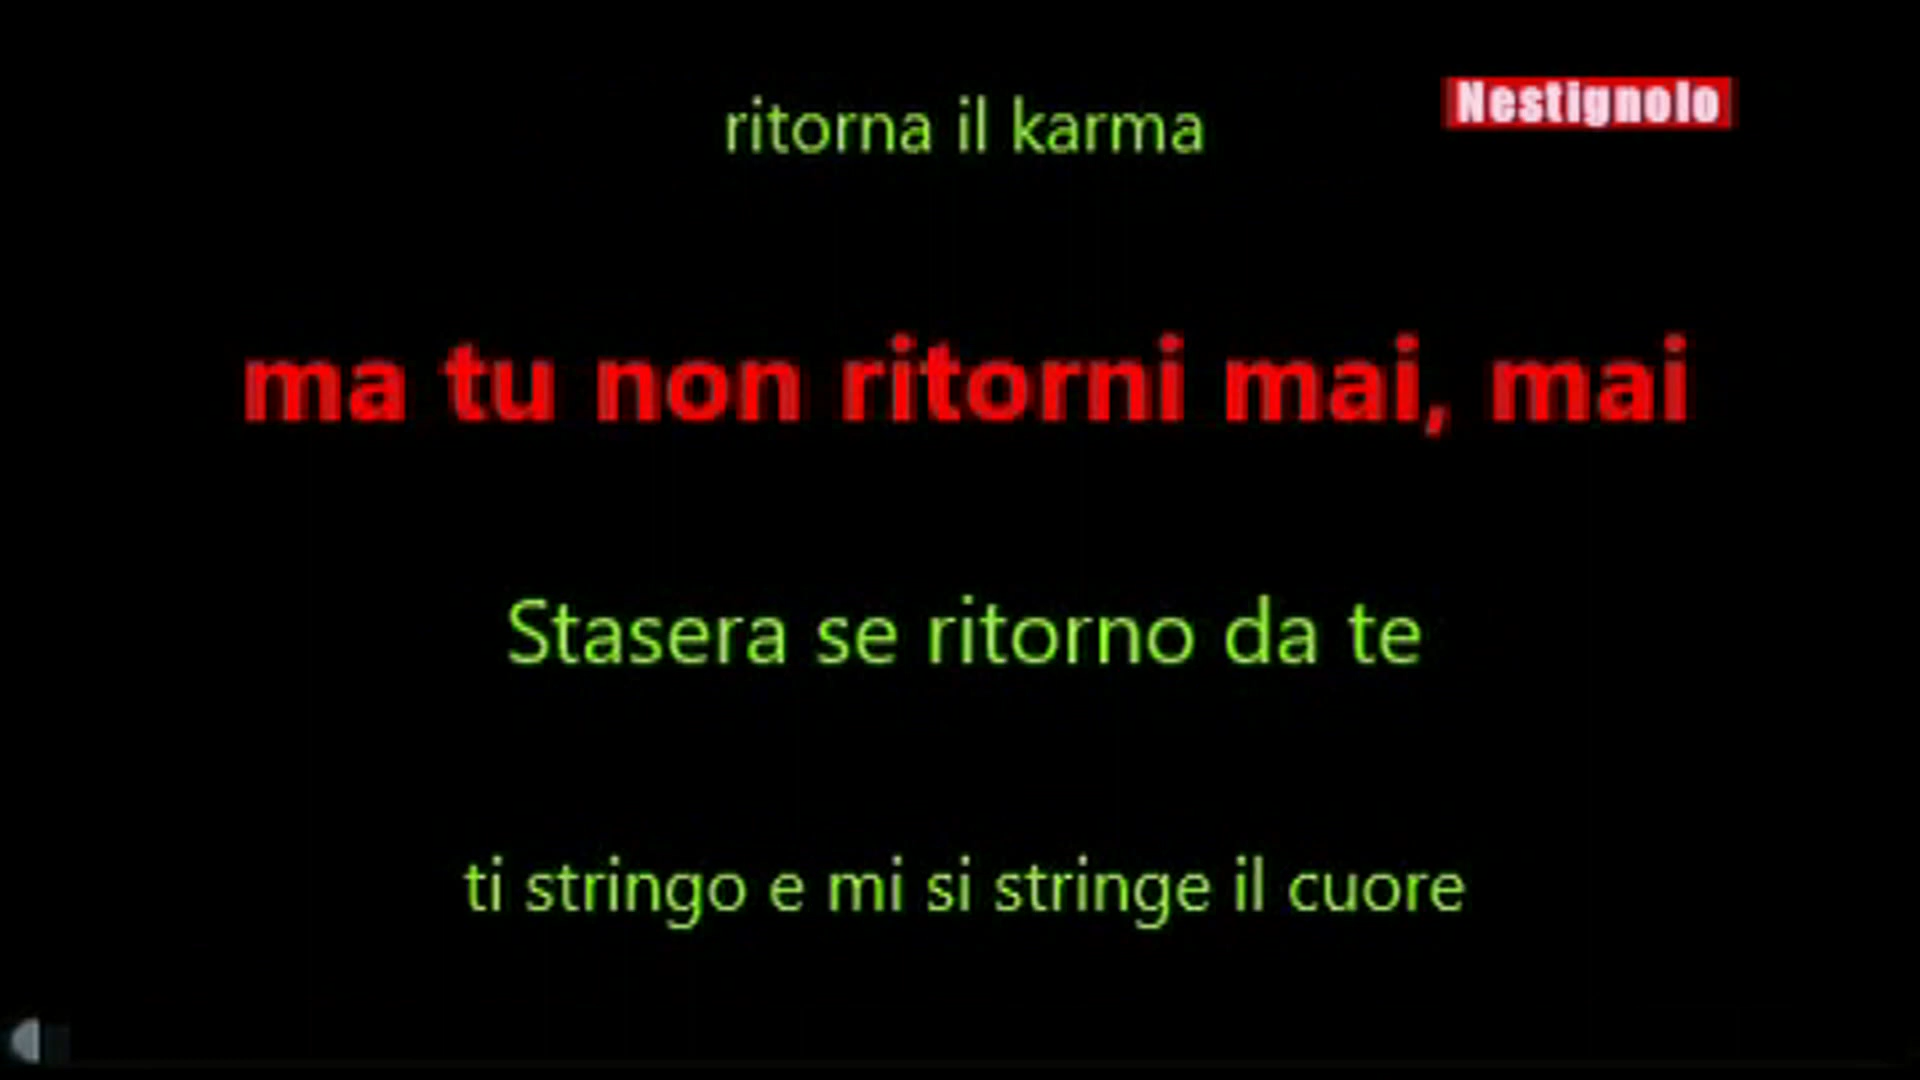 ritorna il karma
Nestignolo
ma tu non ritorni mai, mai
Stasera se ritorno da te
ti stringo e mi si stringe il cuore